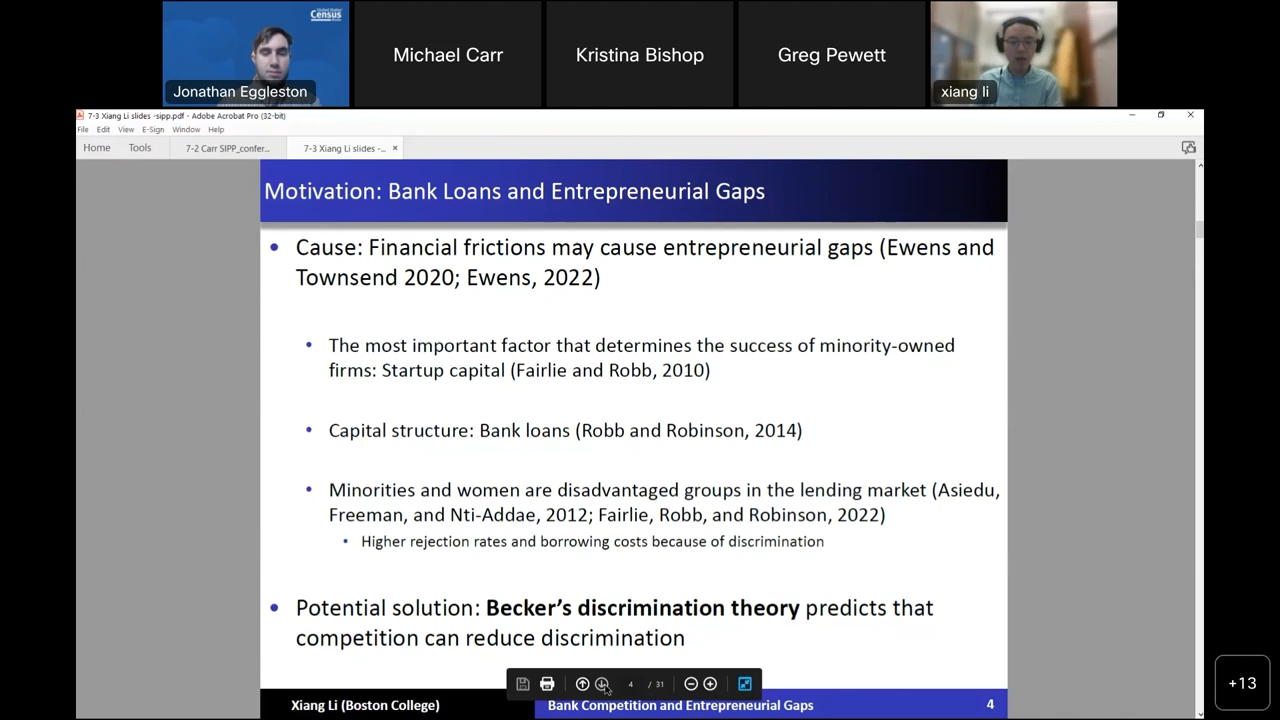 United States
Census
Bureau
Jonathan Eggleston
Michael Carr
Kristina Bishop
Greg Pewett
xiang li
7-3 Xiang Li slides -sipp.pdf - Adobe Acrobat Pro (32-bit)
File Edit View E-Sign Window Help
Home Tools 7-2 Carr SIPP_confer... 7-3 Xiang Li slides -... ×
Motivation: Bank Loans and Entrepreneurial Gaps
• Cause: Financial frictions may cause entrepreneurial gaps (Ewens and
Townsend 2020; Ewens, 2022)
• The most important factor that determines the success of minority-owned
firms: Startup capital (Fairlie and Robb, 2010)
• Capital structure: Bank loans (Robb and Robinson, 2014)
• Minorities and women are disadvantaged groups in the lending market (Asiedu,
Freeman, and Nti-Addae, 2012; Fairlie, Robb, and Robinson, 2022)
• Higher rejection rates and borrowing costs because of discrimination
• Potential solution: Becker's discrimination theory predicts that
competition can reduce discrimination
4 / 31
Xiang Li (Boston College) Bank Competition and Entrepreneurial Gaps 4
+13